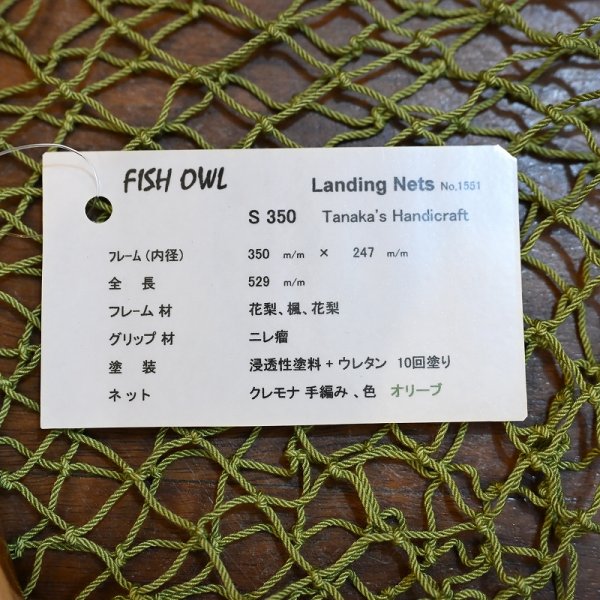 FISH OWL Landing Nets No,1551
S 350 Tanaka's Handicraft
フレーム (内径) 350 m/m × 247 m/m
全 長 529 m/m
フレーム 材 花梨、楓、花梨
グリップ 材 ニレ瘤
塗 装 浸透性塗料 + ウレタン 10回塗り
ネット クレモナ 手編み 、色 オリーブ